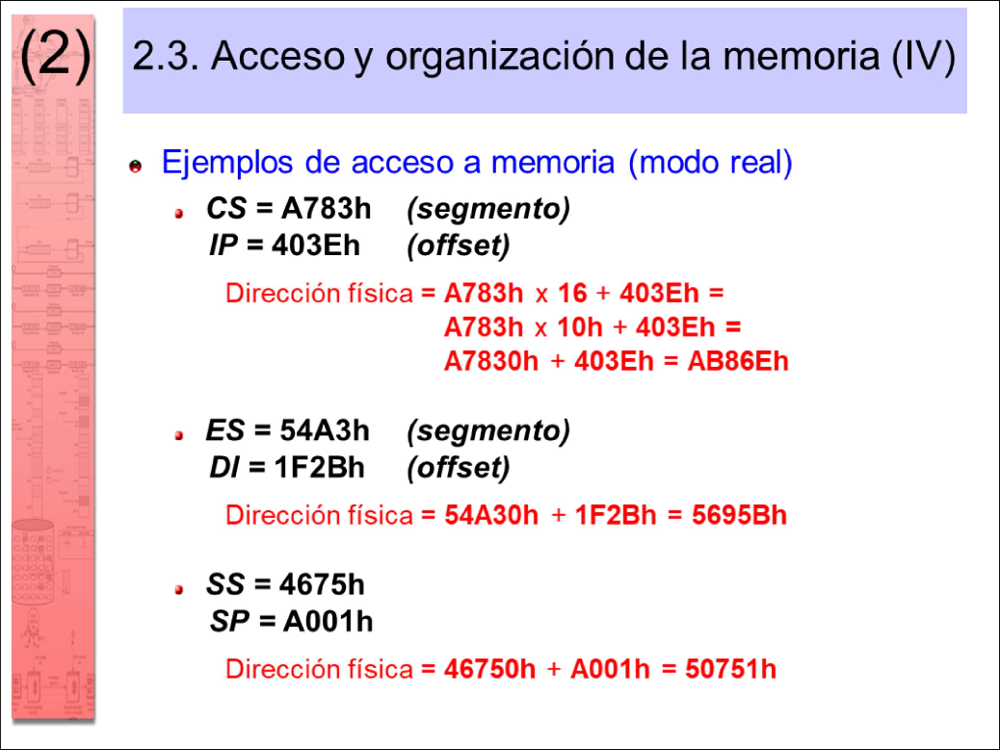 (2)
2.3. Acceso y organización de la memoria (IV)
Ejemplos de acceso a memoria (modo real)
CS = A783h (segmento)
IP = 403Eh (offset)
Dirección física = A783h x 16 + 403Eh =
A783h x 10h + 403Eh =
A7830h + 403Eh = AB86Eh
ES = 54A3h (segmento)
DI = 1F2Bh (offset)
Dirección física = 54A30h + 1F2Bh = 5695Bh
SS = 4675h
SP = A001h
Dirección física = 46750h + A001h = 50751h